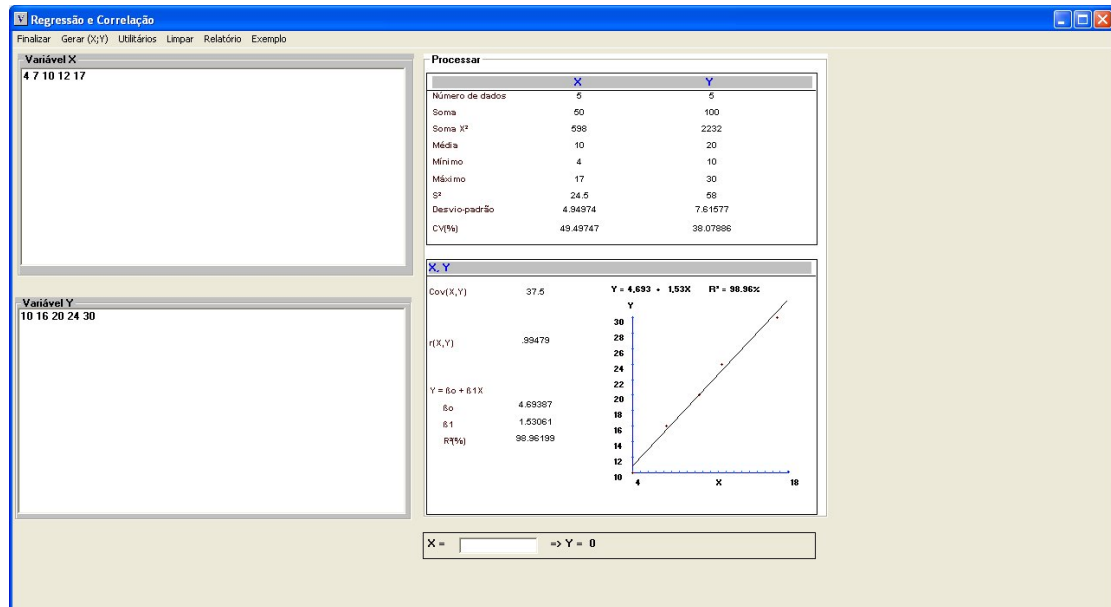 Regressão e Correlação
Finalizar Gerar (X;Y) Utilitários Limpar Relatório Exemplo
Variável X
4 7 10 12 17
Variável Y
10 16 20 24 30
Processar
X Y
Número de dados 5 5
Soma 50 100
Soma X² 598 2232
Média 10 20
Mínimo 4 10
Máximo 17 30
S² 24.5 58
Desvio-padrão 4.94974 7.61577
CV(%) 49.49747 38.07886
X, Y
Cov(X,Y) 37.5
r(X,Y) .99479
Y = ßo + ß1X
ßo 4.69387
ß1 1.53061
R²(%) 98.96199
Y = 4,693 + 1,53X R² = 98.96%
Y
30
28
26
24
22
20
18
16
14
12
10
4 X 18
X = => Y = 0